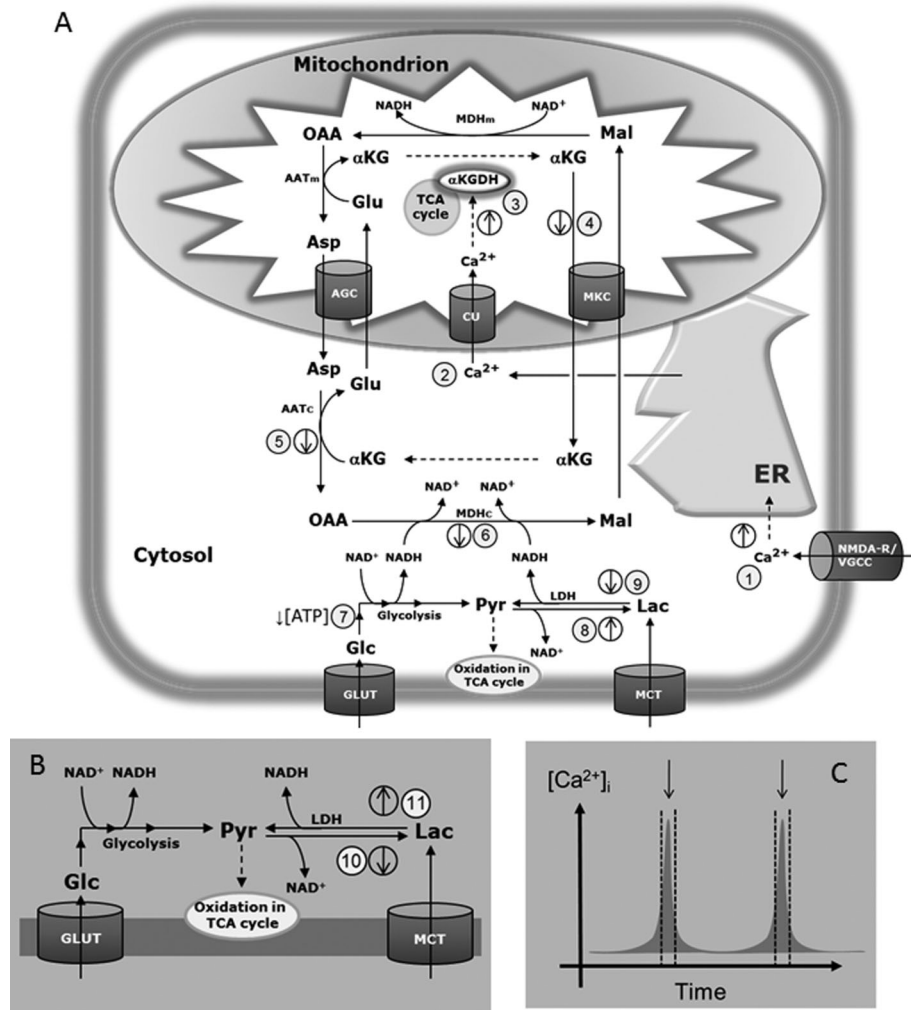 A
Mitochondrion
NADH
NAD⁺
MDHm
OAA
Mal
αKG
αKG
AATm
αKGDH
3
TCA
cycle
↑
↓
4
Glu
Asp
Ca²⁺
AGC
CU
MKC
Asp
2
Ca²⁺
Glu
AATc
5
↓
αKG
αKG
ER
NAD⁺
NAD⁺
OAA
MDHc
Mal
↓
6
Cytosol
↑
Ca²⁺
NMDA-R/
VGCC
1
NAD⁺
NADH
NADH
↓
9
↓[ATP]
7
Glycolysis
Pyr
LDH
Lac
8
↑
Glc
NAD⁺
Oxidation in
TCA cycle
GLUT
MCT
B
NAD⁺
NADH
NADH
↑
11
Glycolysis
Pyr
LDH
Lac
10
↓
Glc
NAD⁺
Oxidation in
TCA cycle
GLUT
MCT
C
[Ca²⁺]i
Time